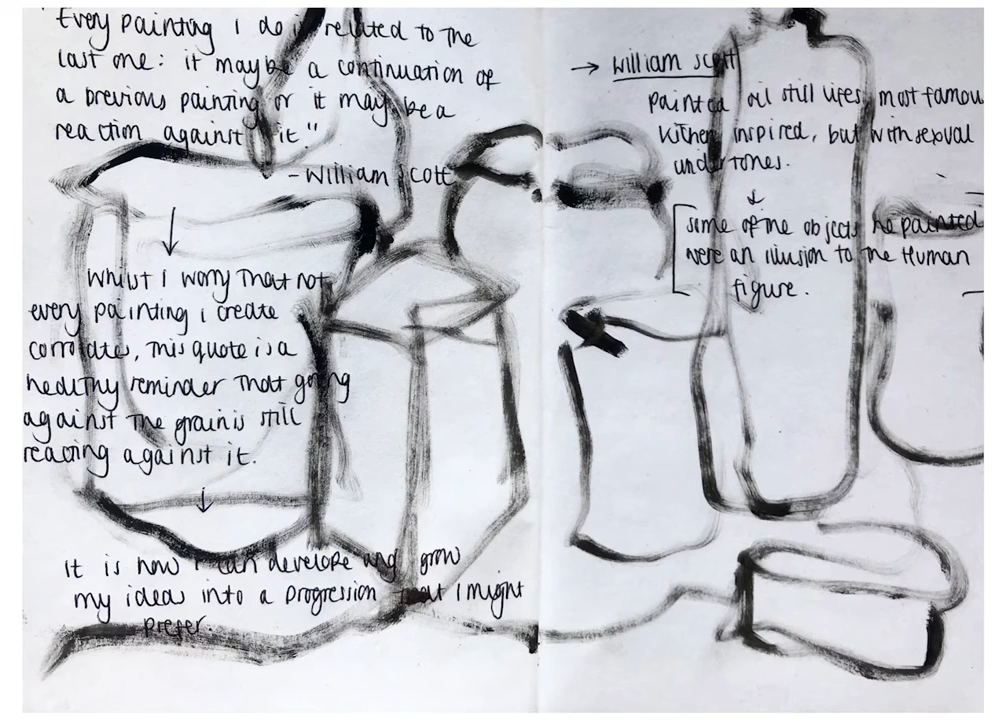 "Every painting I do is related to the
last one: it may be a continuation of
a previous painting or it may be a
reaction against it."
- William Scott
Whilst I worry that not
every painting i create
corrolates, this quote is a
healthy reminder that going
against the grain is still
reacting against it.
It is how I can develope and grow
my ideas into a progression that I might
prefer.
→ William Scott
painted oil still lifes, most famou
kitchen inspired, but with sexual
undertones.
some of the objects he painted
were an illusion to the Human
figure.